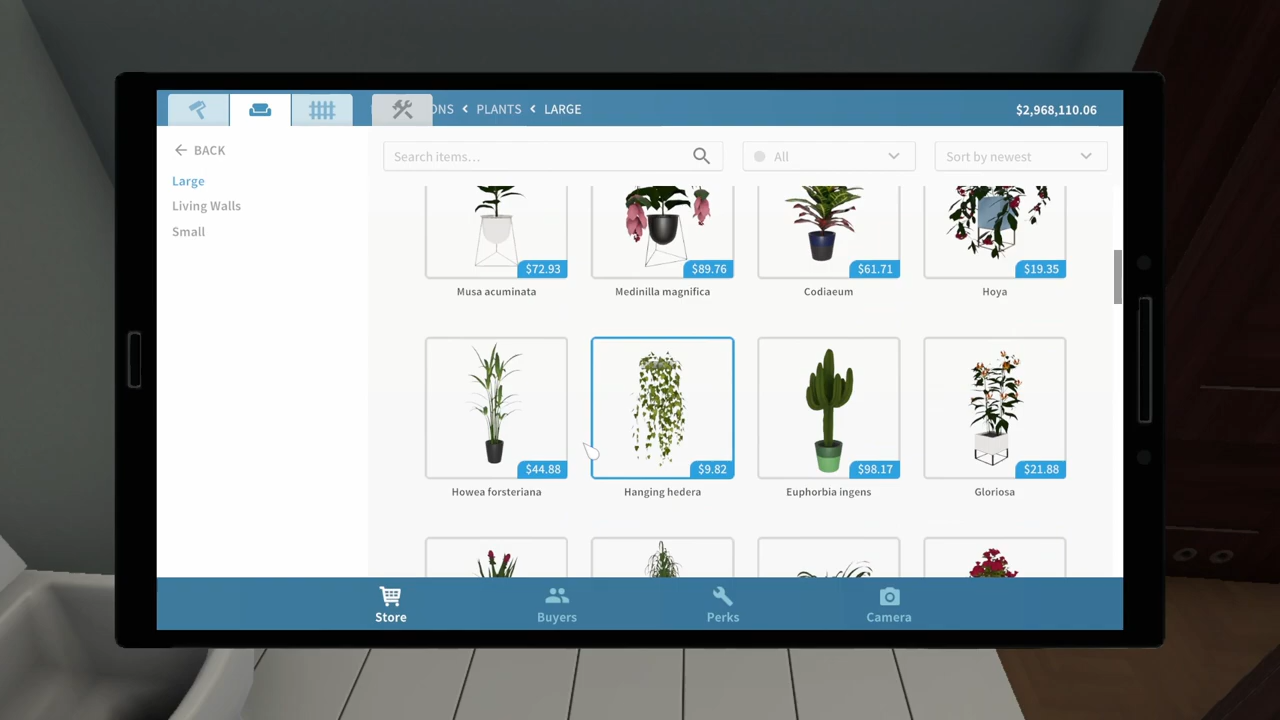 ONS < PLANTS < LARGE
$2,968,110.06
BACK
Large
Living Walls
Small
Search items...
All
Sort by newest
$72.93
$89.76
$61.71
$19.35
Musa acuminata
Medinilla magnifica
Codiaeum
Hoya
$44.88
$9.82
$98.17
$21.88
Howea forsteriana
Hanging hedera
Euphorbia ingens
Gloriosa
Store
Buyers
Perks
Camera